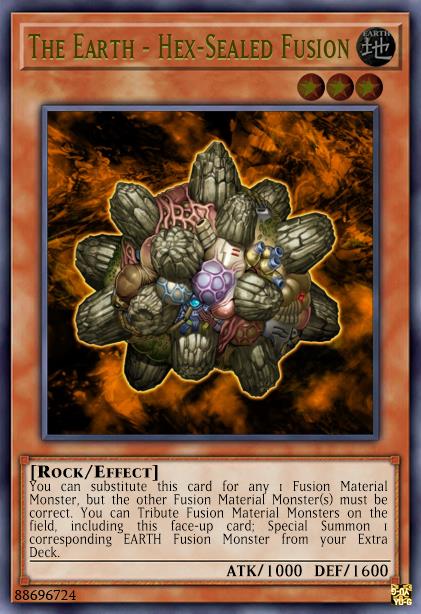 The Earth - Hex-Sealed Fusion
EARTH
地
[Rock/Effect]
You can substitute this card for any 1 Fusion Material
Monster, but the other Fusion Material Monster(s) must be
correct. You can Tribute Fusion Material Monsters on the
field, including this face-up card; Special Summon 1
corresponding EARTH Fusion Monster from your Extra
Deck.
ATK/1000 DEF/1600
88696724